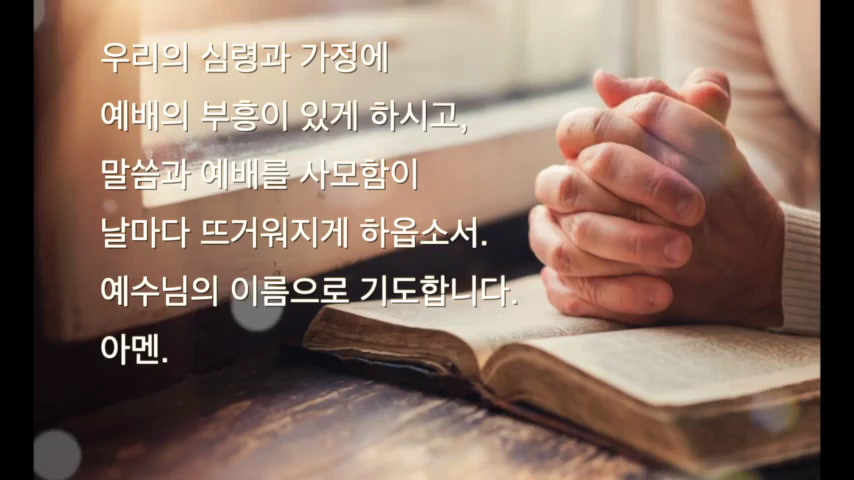 우리의 심령과 가정에
예배의 부흥이 있게 하시고,
말씀과 예배를 사모함이
날마다 뜨거워지게 하옵소서.
예수님의 이름으로 기도합니다.
아멘.